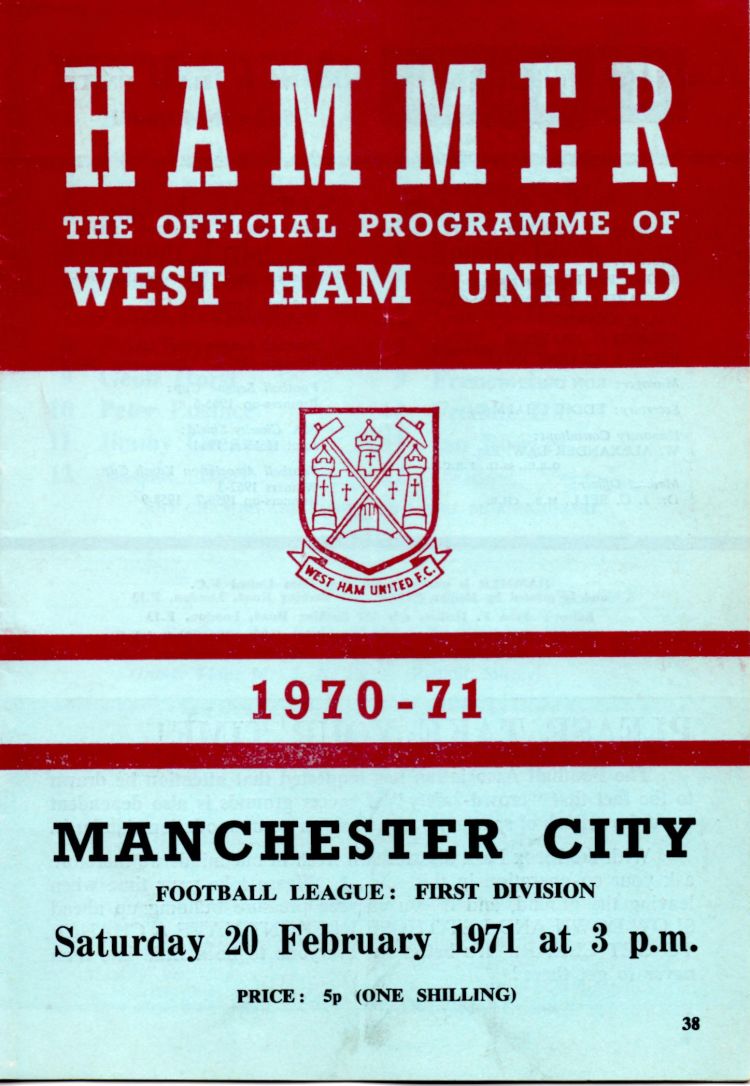 HAMMER
THE OFFICIAL PROGRAMME OF
WEST HAM UNITED
WEST HAM UNITED F.C.
1970-71
MANCHESTER CITY
FOOTBALL LEAGUE: FIRST DIVISION
Saturday 20 February 1971 at 3 p.m.
PRICE: 5p (ONE SHILLING)
38